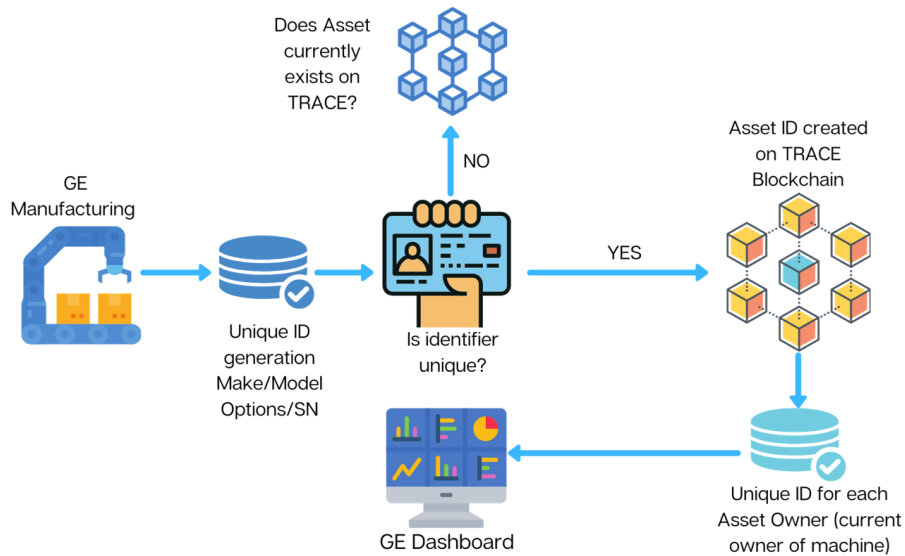 Does Asset
currently
exists on
TRACE?
NO
GE
Manufacturing
Unique ID
generation
Make/Model
Options/SN
Is identifier
unique?
YES
Asset ID created
on TRACE
Blockchain
Unique ID for each
Asset Owner (current
owner of machine)
GE Dashboard